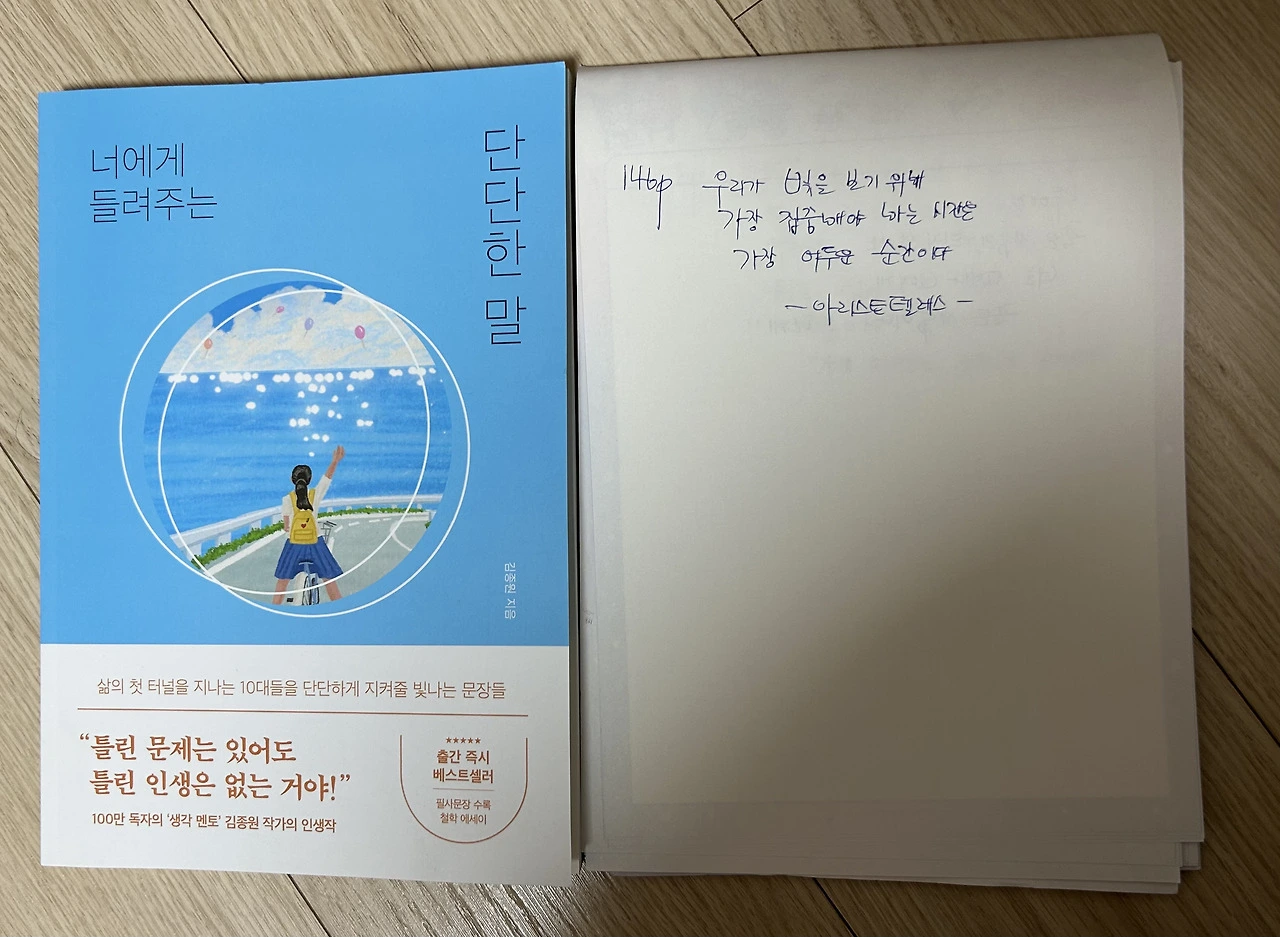 너에게
들려주는
단단한 말
김종원 지음
삶의 첫 터널을 지나는 10대들을 단단하게 지켜줄 빛나는 문장들
“틀린 문제는 있어도
틀린 인생은 없는 거야!”
100만 독자의 ‘생각 멘토’ 김종원 작가의 인생작
★★★★★
출간 즉시
베스트셀러
필사문장 수록
철학 에세이
146p 우리가 빛을 보기 위해
가장 집중해야 하는 시간은
가장 어두운 순간이다
- 아리스토텔레스 -